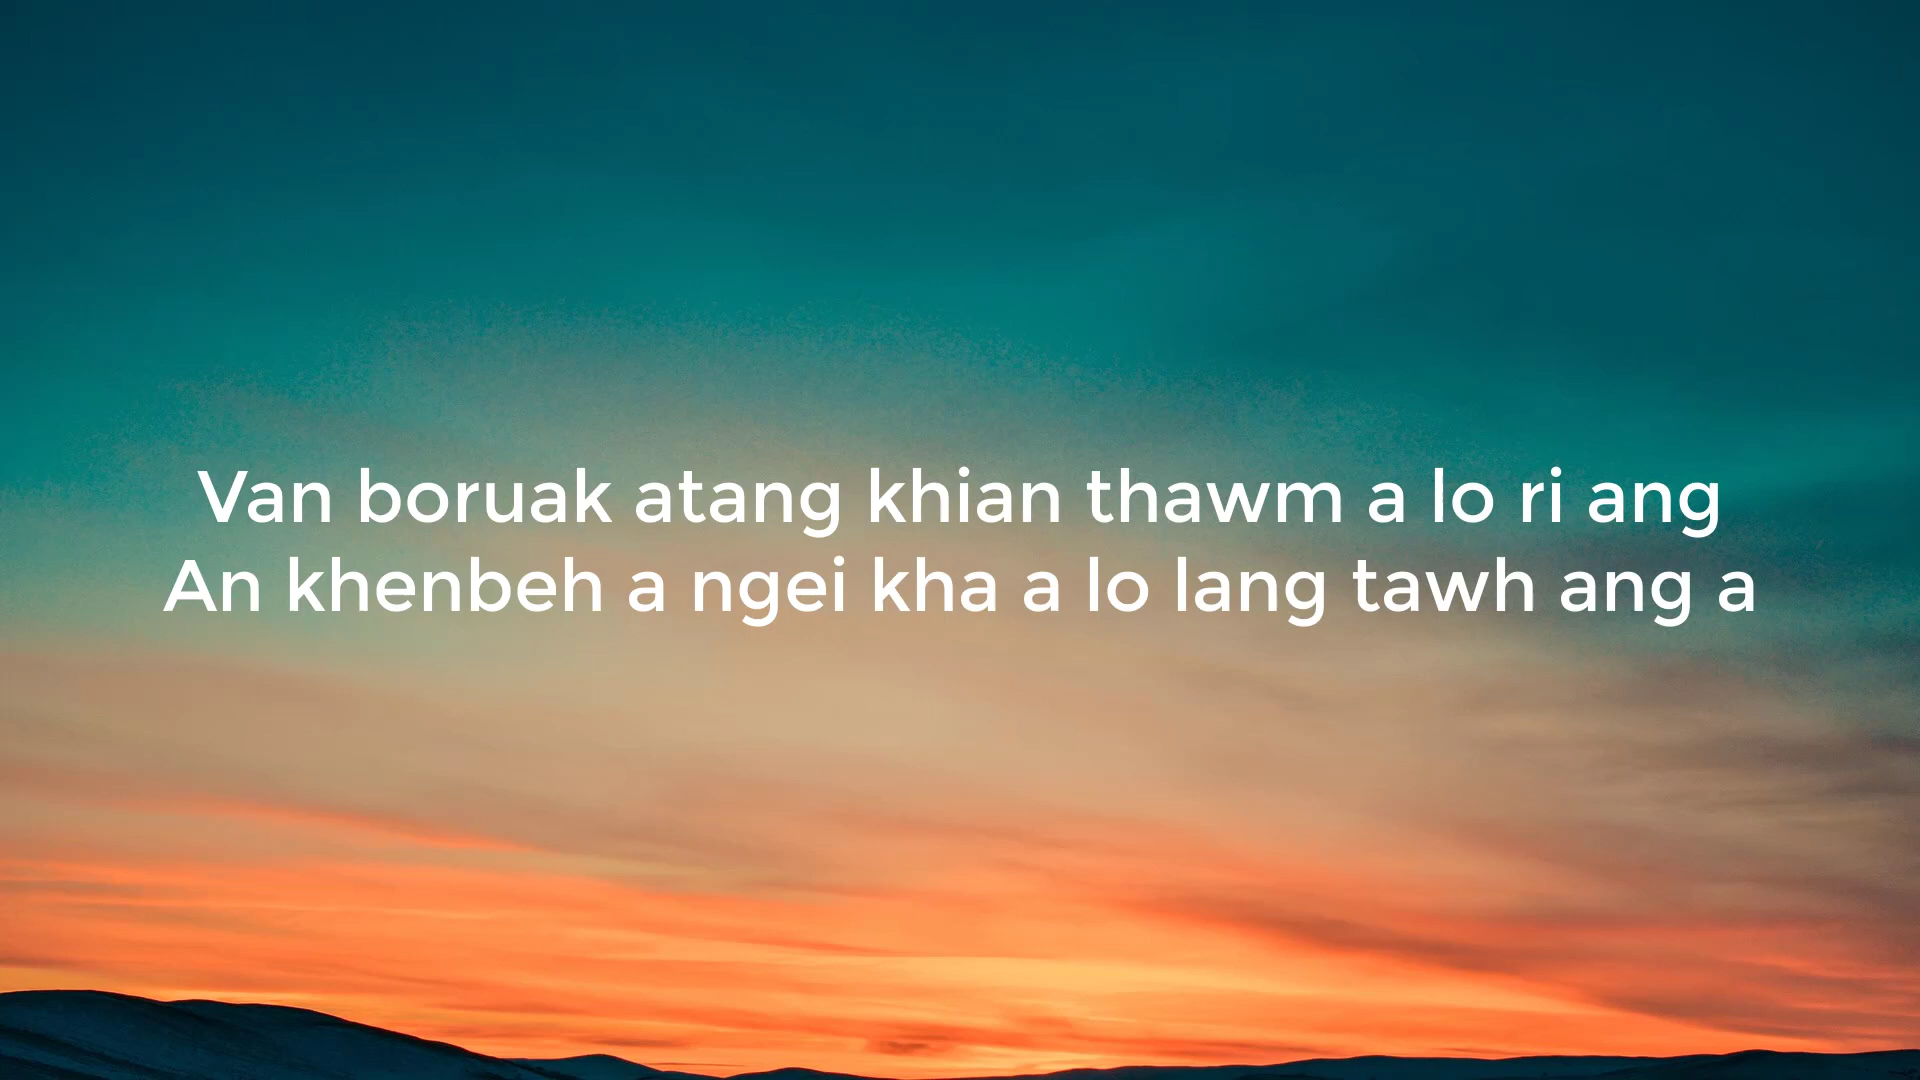 Van boruak atang khian thawm a lo ri ang
An khenbeh a ngei kha a lo lang tawh ang a